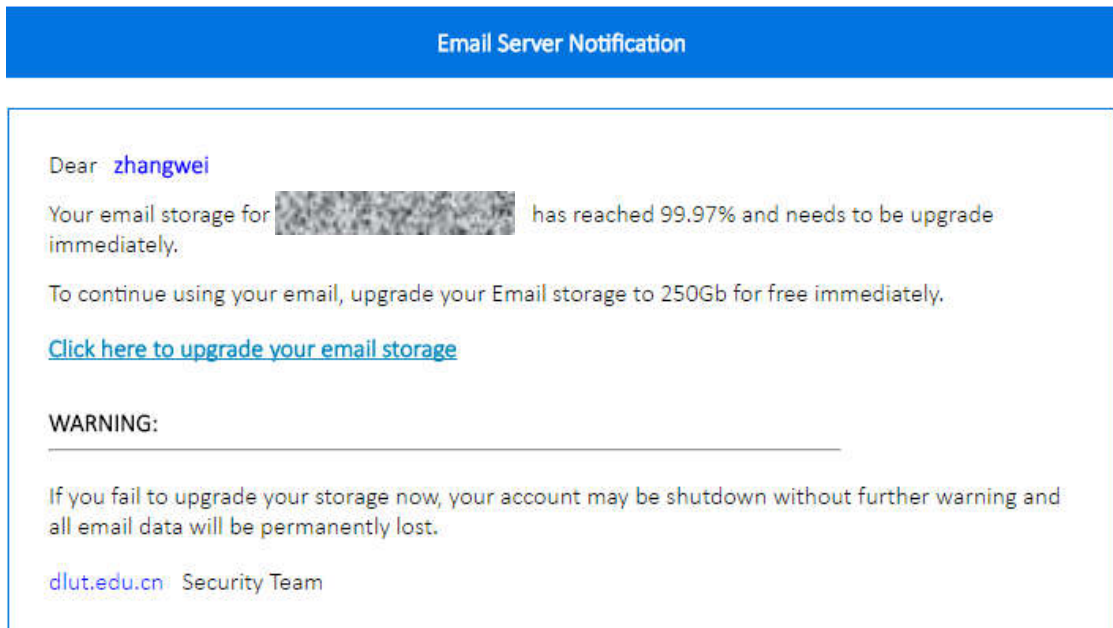 Email Server Notification
Dear zhangwei
Your email storage for has reached 99.97% and needs to be upgrade
immediately.
To continue using your email, upgrade your Email storage to 250Gb for free immediately.
Click here to upgrade your email storage
WARNING:
If you fail to upgrade your storage now, your account may be shutdown without further warning and
all email data will be permanently lost.
dlut.edu.cn Security Team